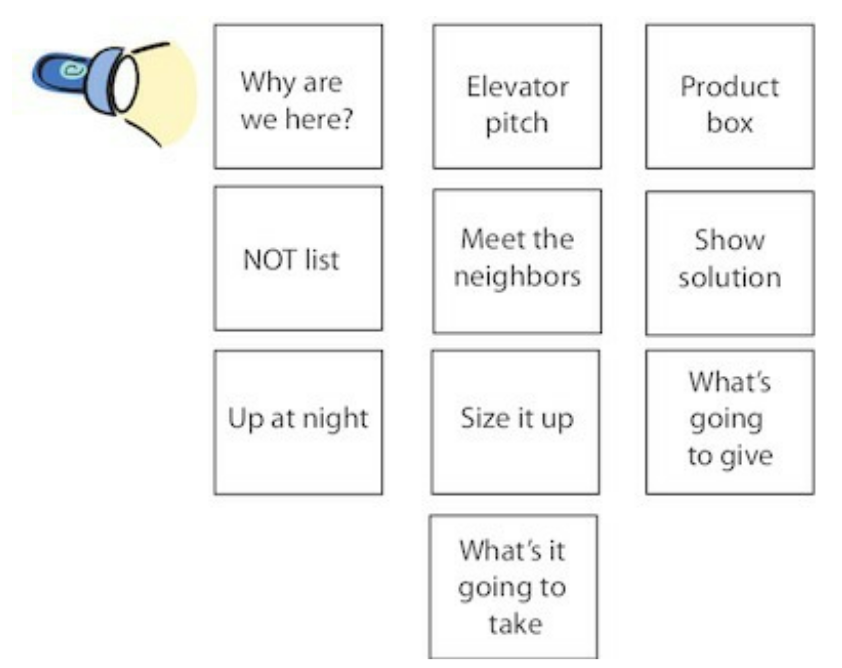 Why are
we here?
Elevator
pitch
Product
box
NOT list
Meet the
neighbors
Show
solution
Up at night
Size it up
What's
going
to give
What's it
going to
take